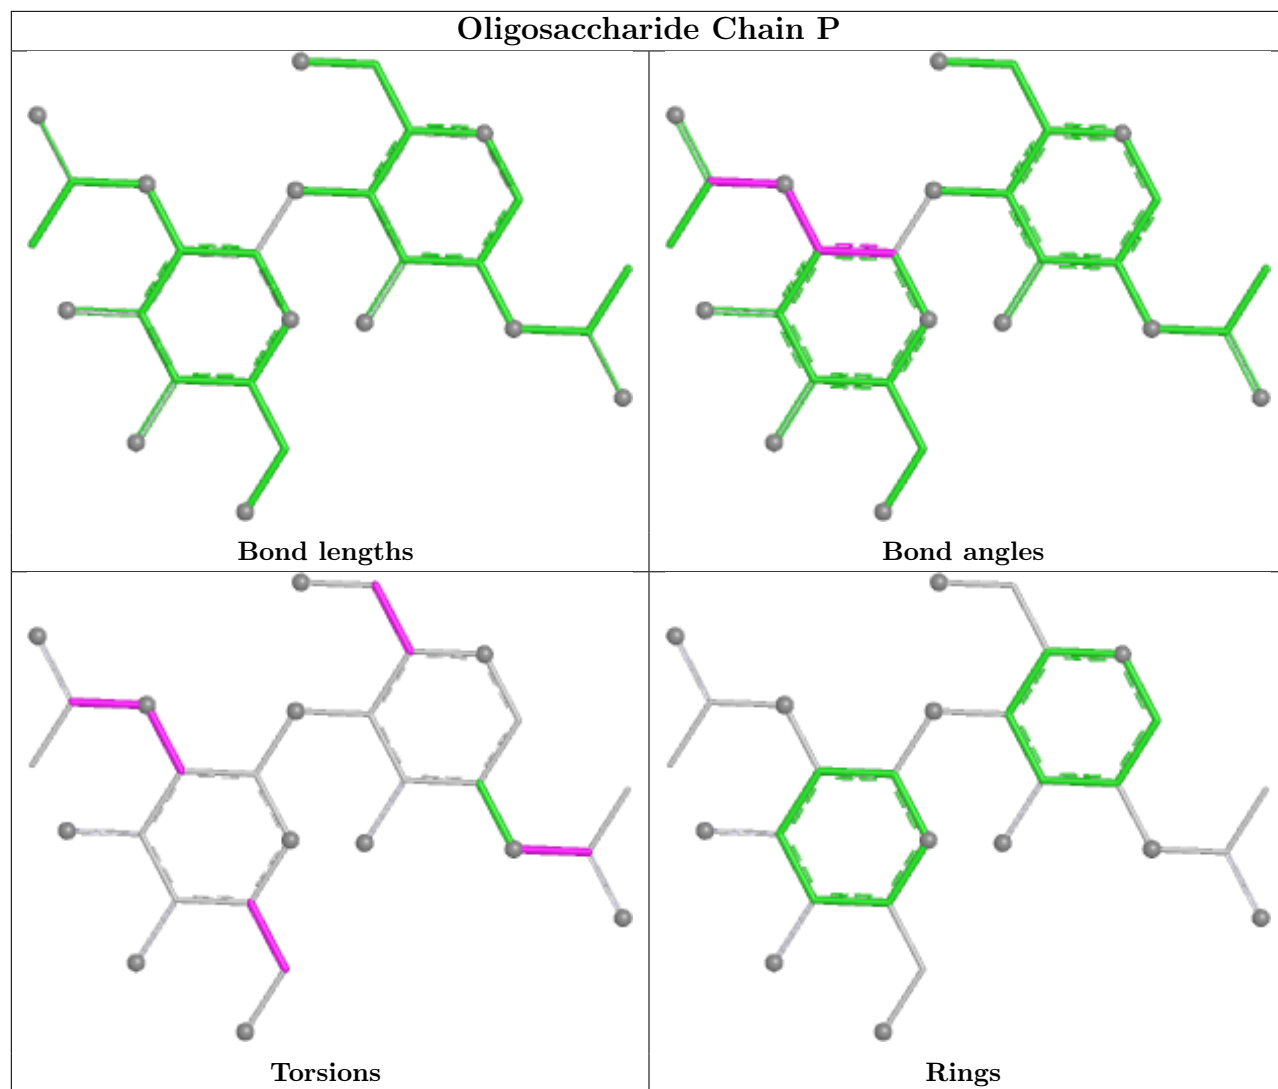 Oligosaccharide Chain P
Bond lengths
Bond angles
Torsions
Rings